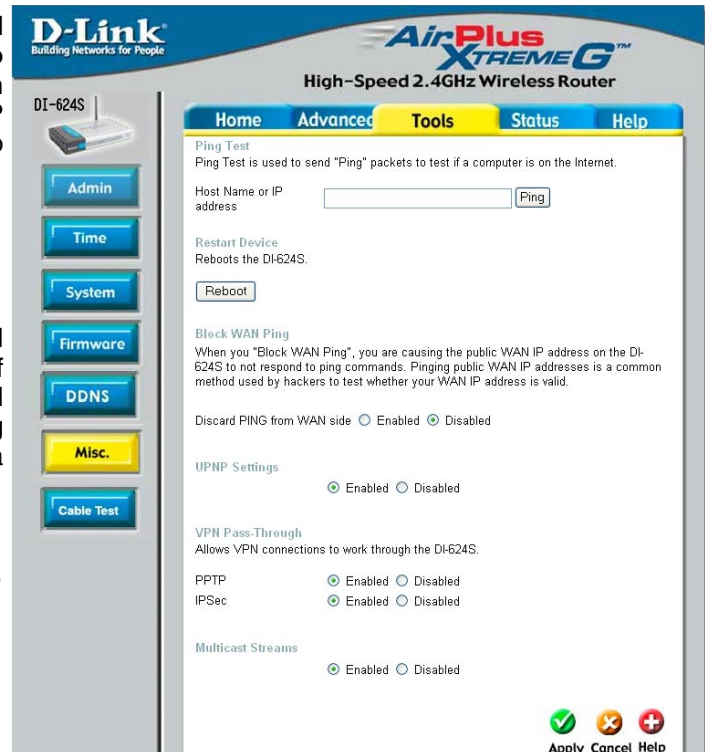 D-Link
Building Networks for People
AirPlus
XTREME G™
High-Speed 2.4GHz Wireless Router
DI-624S
Home Advanced Tools Status Help
Admin
Time
System
Firmware
DDNS
Misc.
Cable Test
Ping Test
Ping Test is used to send "Ping" packets to test if a computer is on the Internet.
Host Name or IP
address
Ping
Restart Device
Reboots the DI-624S.
Reboot
Block WAN Ping
When you "Block WAN Ping", you are causing the public WAN IP address on the DI-
624S to not respond to ping commands. Pinging public WAN IP addresses is a common
method used by hackers to test whether your WAN IP address is valid.
Discard PING from WAN side Enabled Disabled
UPNP Settings
Enabled Disabled
VPN Pass-Through
Allows VPN connections to work through the DI-624S.
PPTP Enabled Disabled
IPSec Enabled Disabled
Multicast Streams
Enabled Disabled
Apply Cancel Help